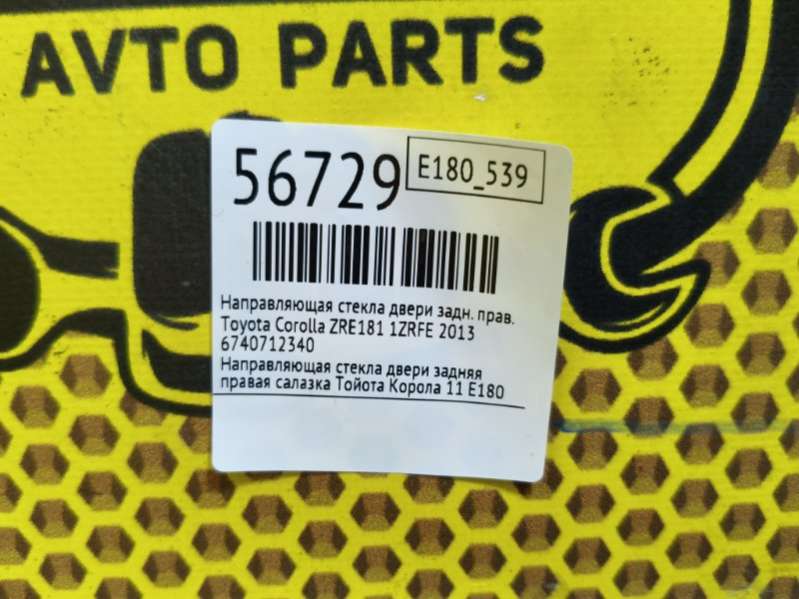 AVTO PARTS
56729
E180_539
Направляющая стекла двери задн. прав.
Toyota Corolla ZRE181 1ZRFE 2013
6740712340
Направляющая стекла двери задняя
правая салазка Тойота Корола 11 Е180